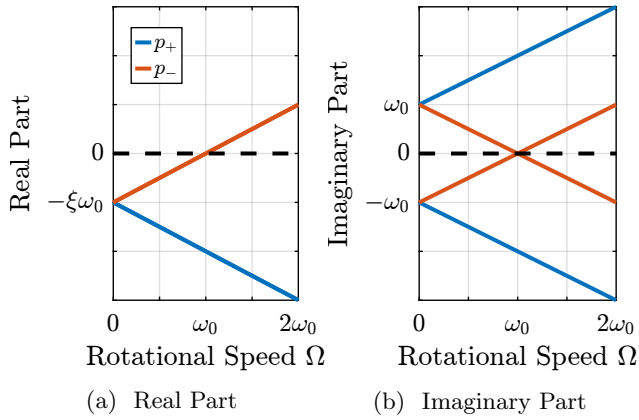 p₊
p₋
Real Part
0
−ξω₀
0
ω₀
2ω₀
Rotational Speed Ω
(a) Real Part
Imaginary Part
ω₀
0
−ω₀
0
ω₀
2ω₀
Rotational Speed Ω
(b) Imaginary Part